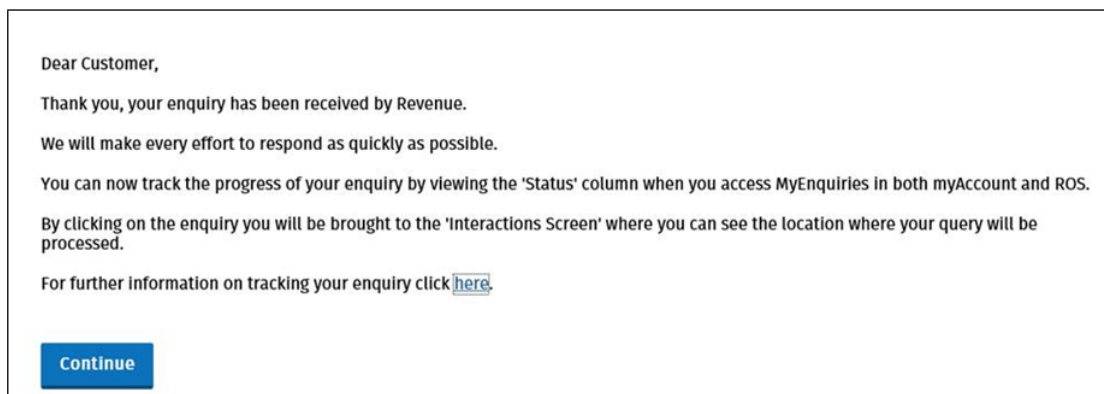 Dear Customer,
Thank you, your enquiry has been received by Revenue.
We will make every effort to respond as quickly as possible.
You can now track the progress of your enquiry by viewing the 'Status' column when you access MyEnquiries in both myAccount and ROS.
By clicking on the enquiry you will be brought to the 'Interactions Screen' where you can see the location where your query will be
processed.
For further information on tracking your enquiry click here.
Continue